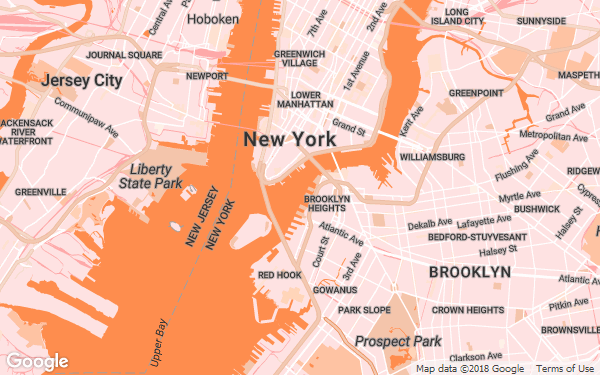 Hoboken
Central Ave
7th Ave
2nd Ave
LONG
ISLAND CITY
SUNNYSIDE
JOURNAL SQUARE
GREENWICH
VILLAGE
1st Avenue
NEWPORT
Jersey City
MASPETH
LOWER
MANHATTAN
GREENPOINT
Communipaw Ave
Kent Ave
Grand Ave
ACKENSACK
RIVER
WATERFRONT
New York
Grand St
Metropolitan Ave
WILLIAMSBURG
Flushing Ave
Liberty
State Park
RIDGEW
GREENVILLE
NEW JERSEY
NEW YORK
BROOKLYN
HEIGHTS
Myrtle Ave
Cypres
BUSHWICK
Dekalb Ave
Lafayette Ave
Halsey St
Atlantic Ave
BEDFORD-STUYVESANT
Halsey St
Court St
3rd Ave
RED HOOK
BROOKLYN
Atlantic Av
GOWANUS
Pitkin Ave
PARK SLOPE
CROWN HEIGHTS
Upper Bay
BROWNSVILL
Prospect Park
Clarkson Ave
Google
Map data ©2018 Google
Terms of Use